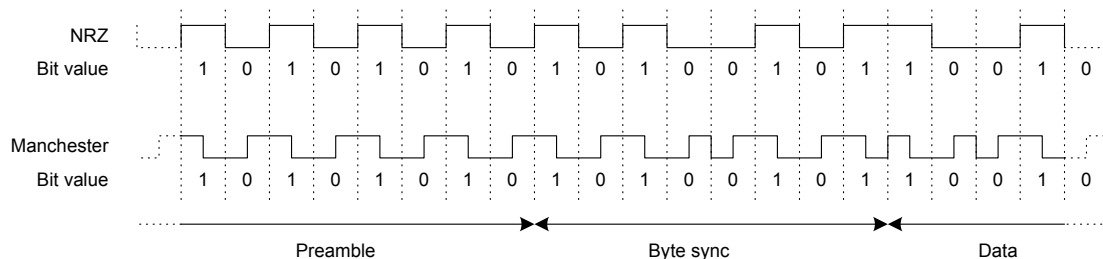 NRZ
Bit value 1 0 1 0 1 0 1 0 1 0 1 0 0 1 0 1 1 0 0 1 0
Manchester
Bit value 1 0 1 0 1 0 1 0 1 0 1 0 0 1 0 1 1 0 0 1 0
Preamble Byte sync Data